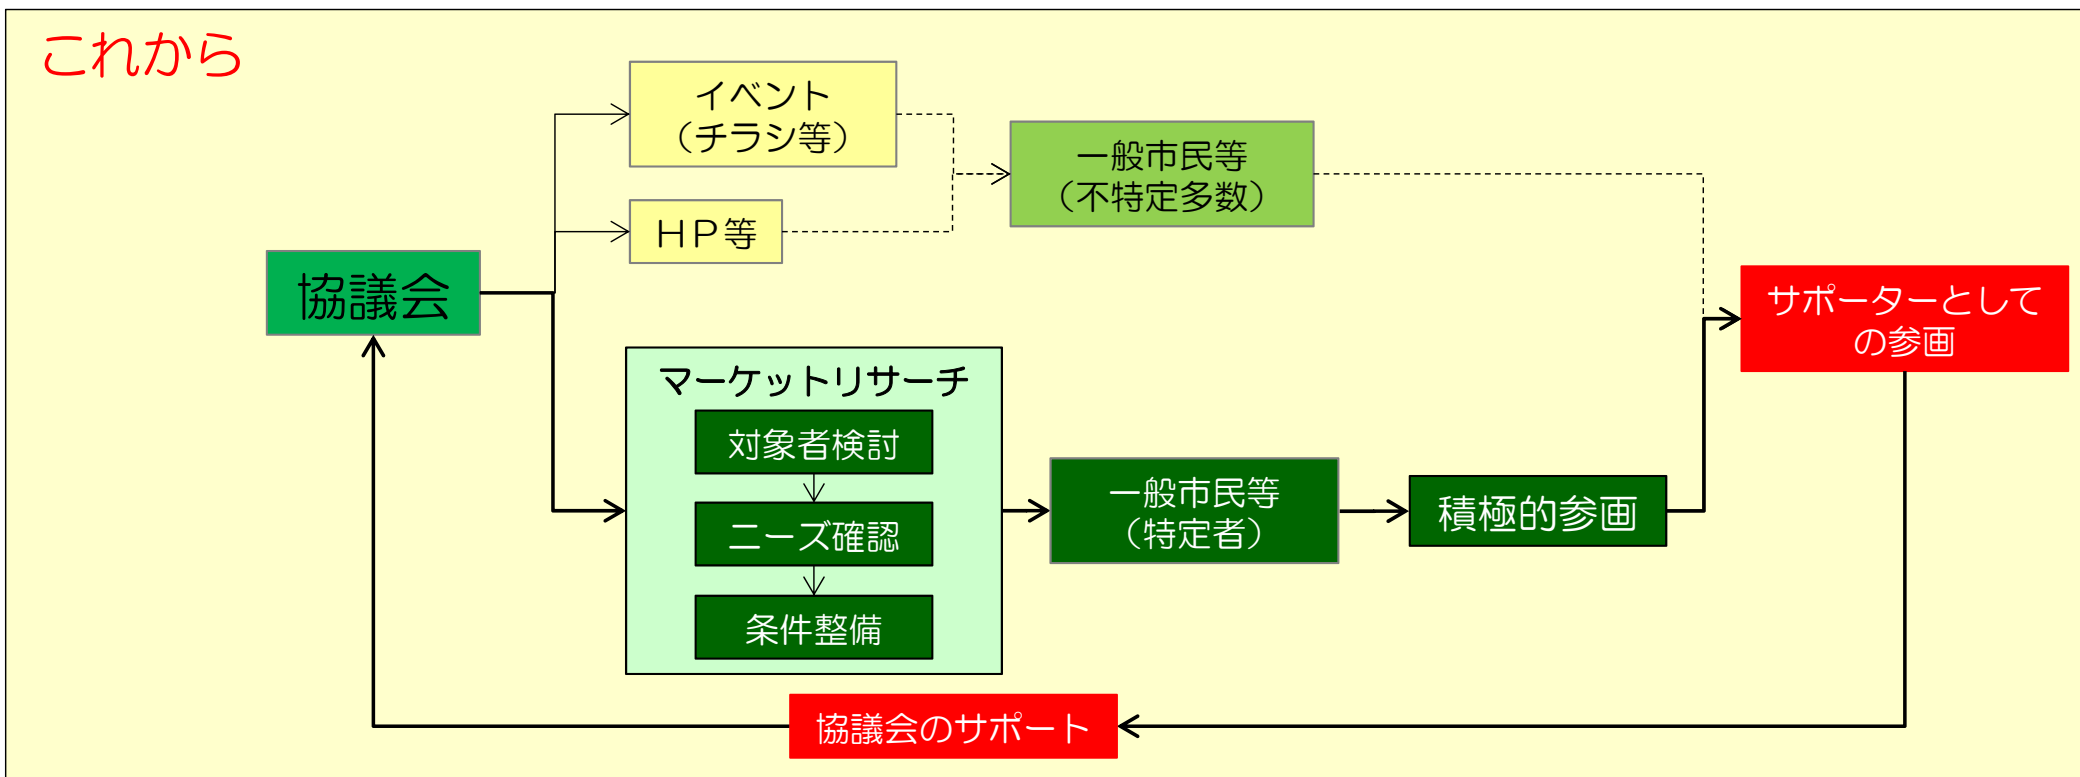 これから
イベント
（チラシ等）
一般市民等
（不特定多数）
ＨＰ等
協議会
サポーターとして
の参画
マーケットリサーチ
対象者検討
ニーズ確認
条件整備
一般市民等
（特定者）
積極的参画
協議会のサポート